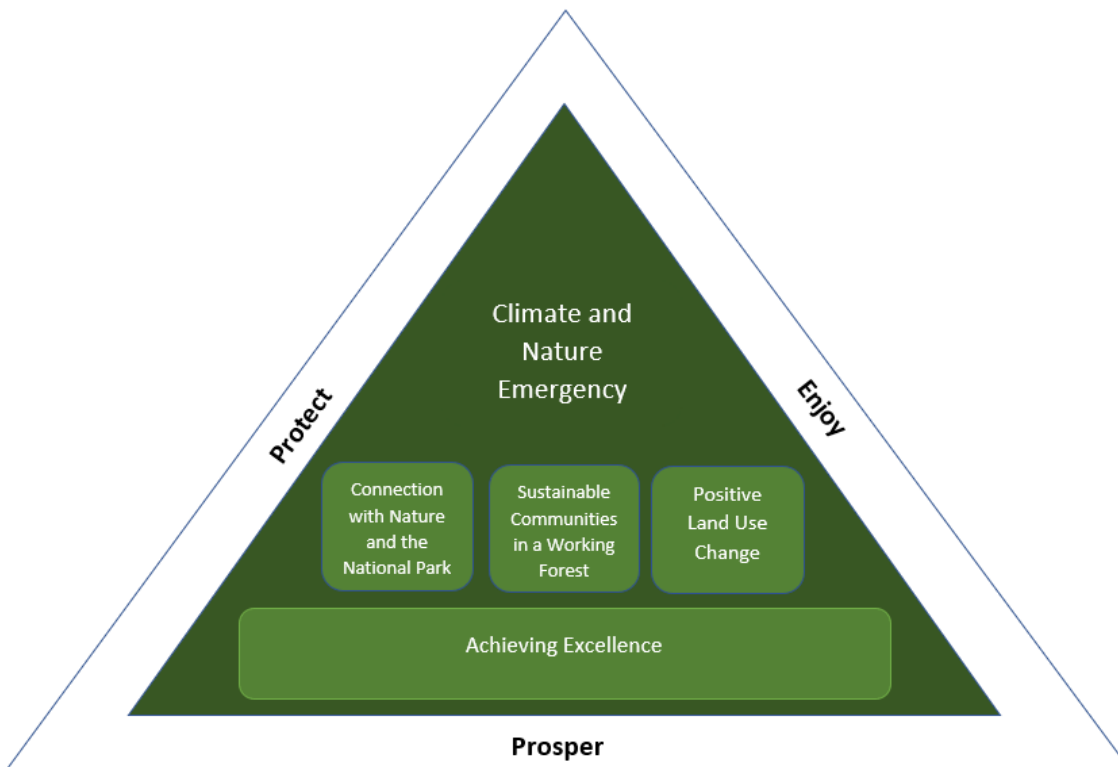 Climate and
Nature
Emergency
Protect
Enjoy
Connection
with Nature
and the
National Park
Sustainable
Communities
in a Working
Forest
Positive
Land Use
Change
Achieving Excellence
Prosper